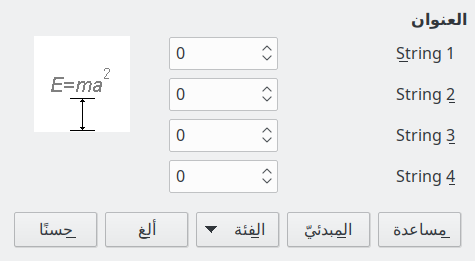 العنوان
String 1
0
String 2
0
String 3
0
String 4
0
E=ma²
مساعدة
المبدئيّ
الفئة
ألغ
حسنًا